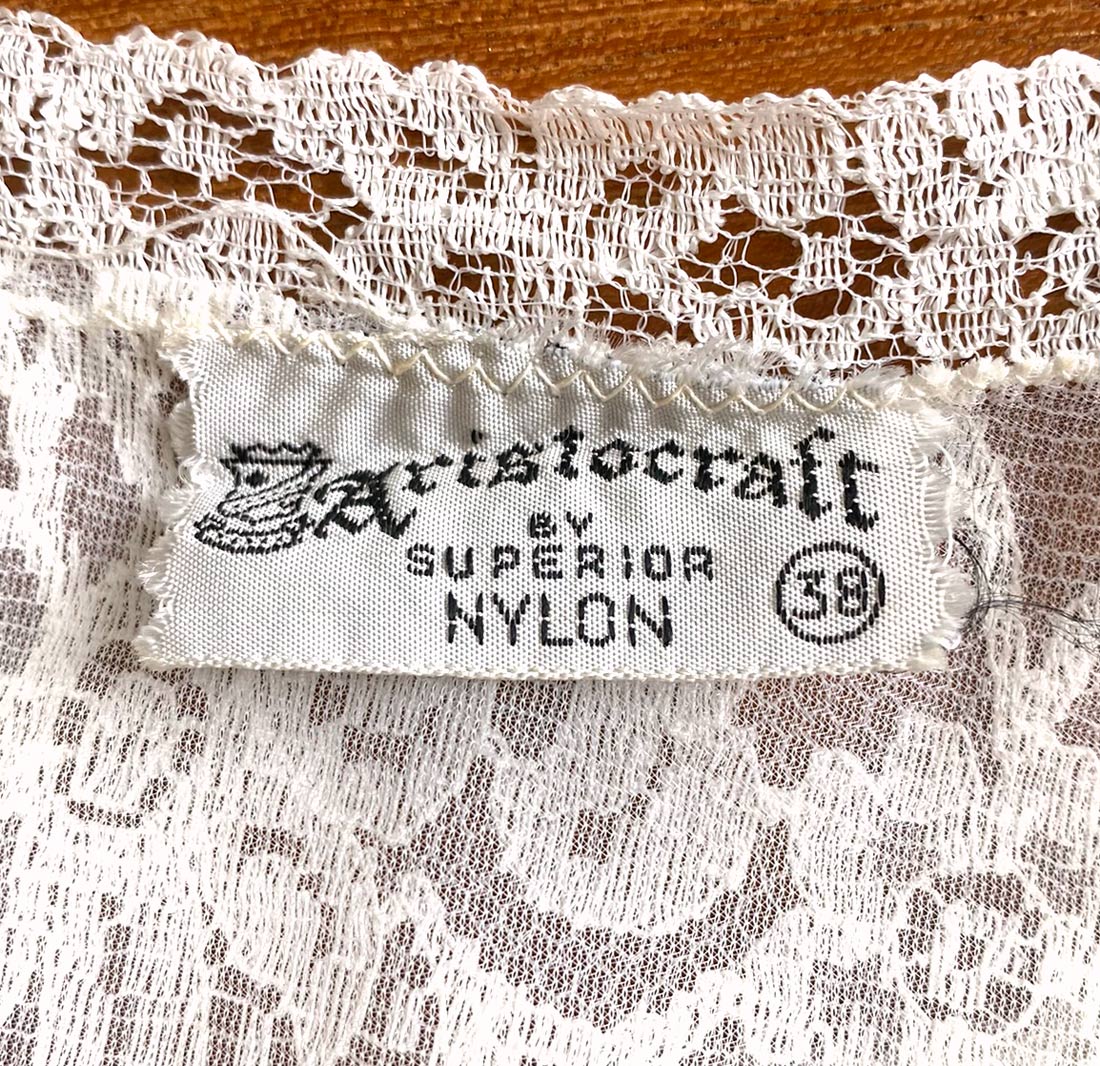 Aristocraft
BY
SUPERIOR
NYLON
38